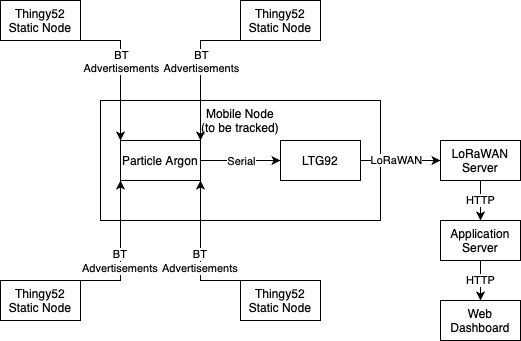 Thingy52
Static Node
Thingy52
Static Node
BT
Advertisements
BT
Advertisements
Mobile Node
(to be tracked)
Particle Argon
Serial
LTG92
LoRaWAN
LoRaWAN
Server
HTTP
Application
Server
BT
Advertisements
BT
Advertisements
HTTP
Thingy52
Static Node
Thingy52
Static Node
Web
Dashboard